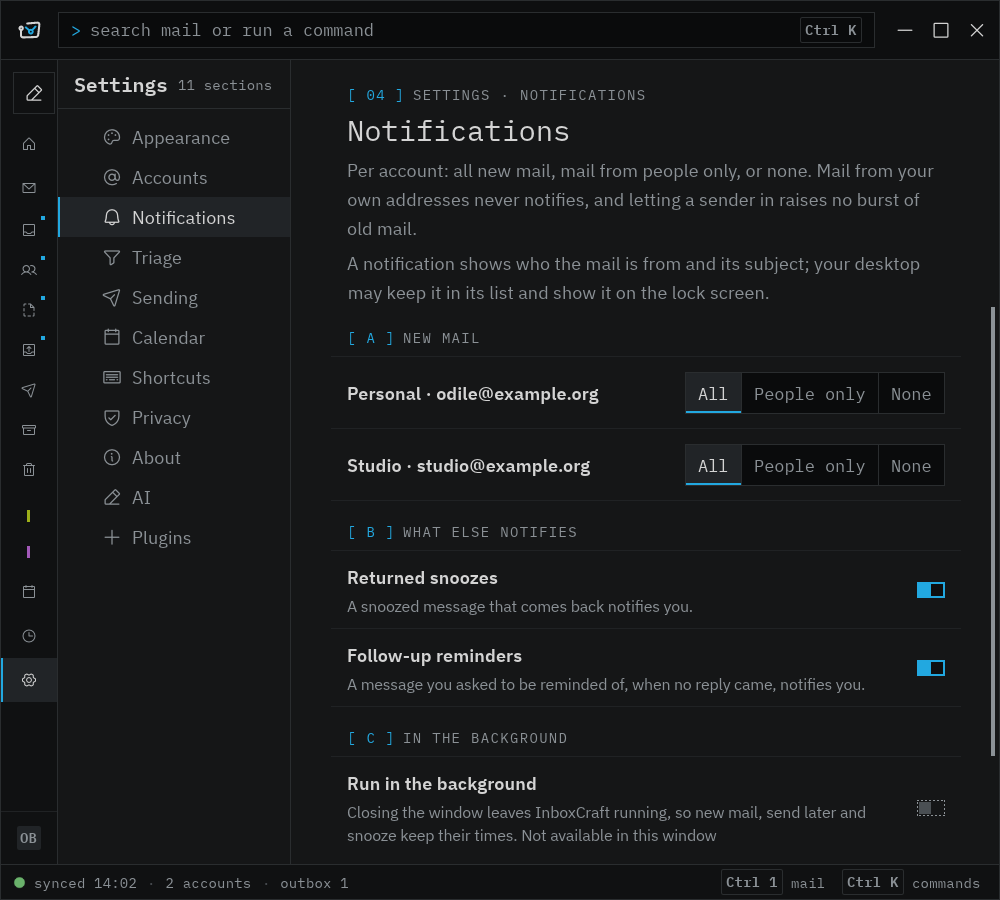 > search mail or run a command
Ctrl K
Settings 11 sections
Appearance
Accounts
Notifications
Triage
Sending
Calendar
Shortcuts
Privacy
About
AI
Plugins
OB
[ 04 ] SETTINGS · NOTIFICATIONS
Notifications
Per account: all new mail, mail from people only, or none. Mail from your
own addresses never notifies, and letting a sender in raises no burst of
old mail.
A notification shows who the mail is from and its subject; your desktop
may keep it in its list and show it on the lock screen.
[ A ] NEW MAIL
Personal · odile@example.org
All People only None
Studio · studio@example.org
All People only None
[ B ] WHAT ELSE NOTIFIES
Returned snoozes
A snoozed message that comes back notifies you.
Follow-up reminders
A message you asked to be reminded of, when no reply came, notifies you.
[ C ] IN THE BACKGROUND
Run in the background
Closing the window leaves InboxCraft running, so new mail, send later and
snooze keep their times. Not available in this window
synced 14:02 · 2 accounts · outbox 1
Ctrl 1 mail Ctrl K commands